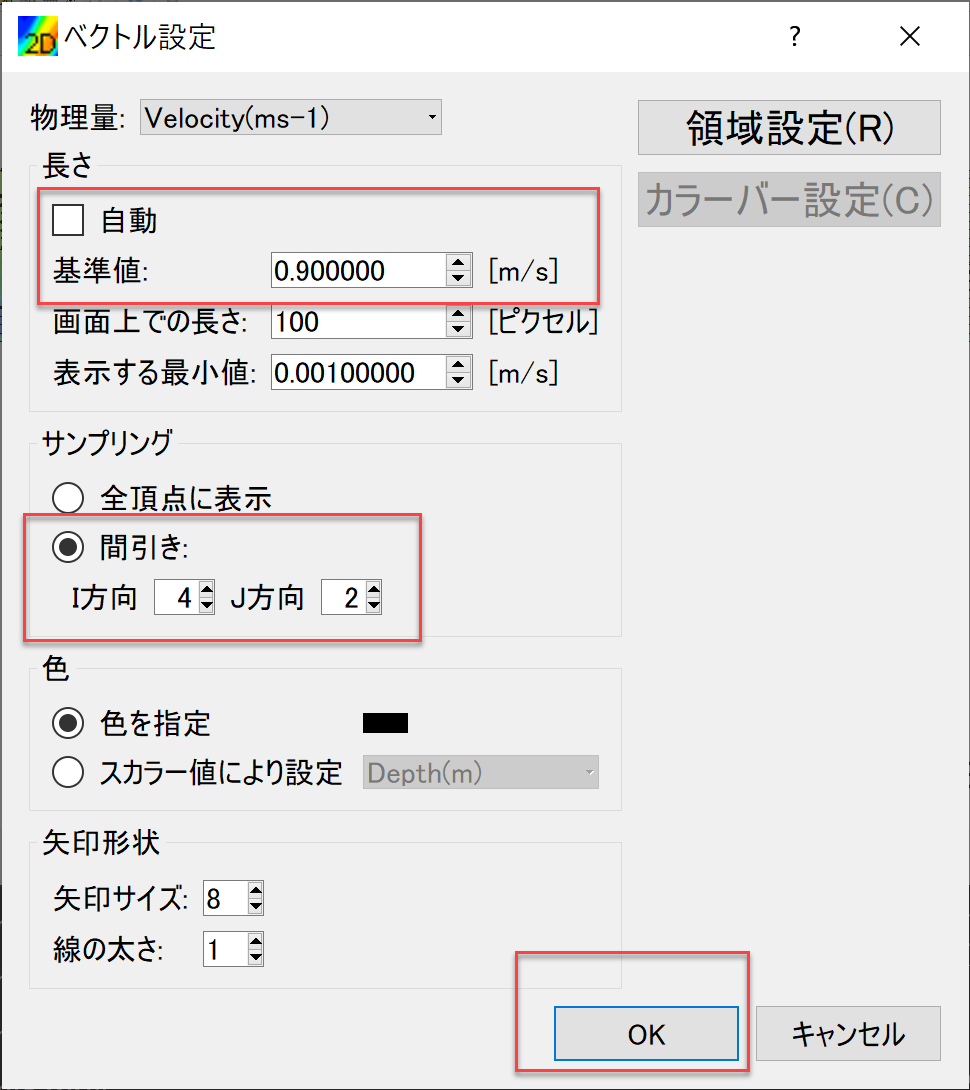 2D ベクトル設定 ?
物理量: Velocity(ms-1)
領域設定(R)
カラーバー設定(C)
長さ
自動
基準値: 0.900000 [m/s]
画面上での長さ: 100 [ピクセル]
表示する最小値: 0.00100000 [m/s]
サンプリング
全頂点に表示
間引き:
I方向 4 J方向 2
色
色を指定
スカラー値により設定 Depth(m)
矢印形状
矢印サイズ: 8
線の太さ: 1
OK キャンセル